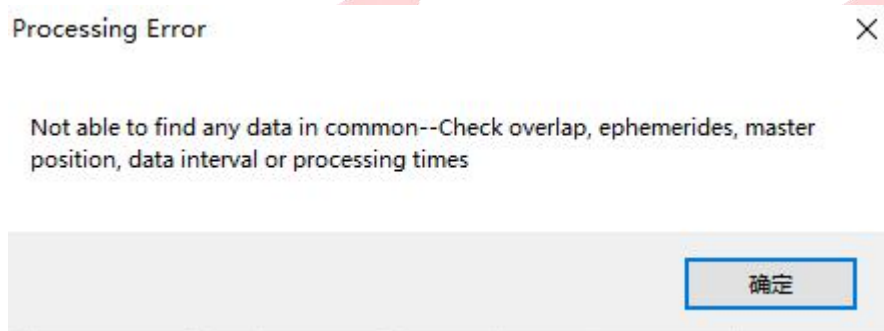 Processing Error
Not able to find any data in common--Check overlap, ephemerides, master
position, data interval or processing times
确定